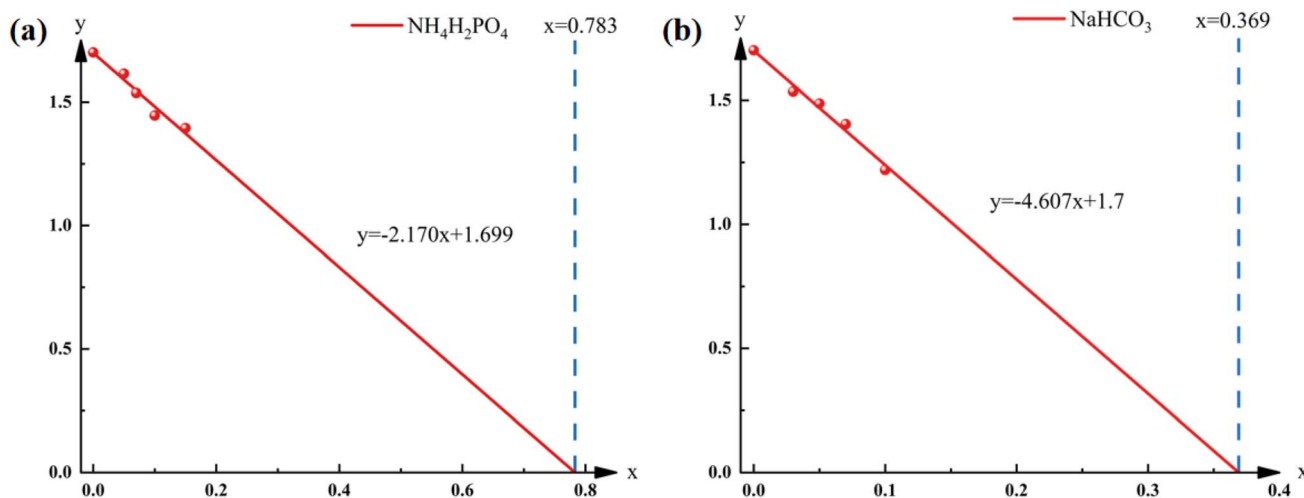 (a)
y
NH₄H₂PO₄
x=0.783
1.5
1.0
0.5
0.0
y=-2.170x+1.699
0.0 0.2 0.4 0.6 0.8
x
(b)
y
NaHCO₃
x=0.369
1.5
1.0
0.5
0.0
y=-4.607x+1.7
0.0 0.1 0.2 0.3 0.4
x